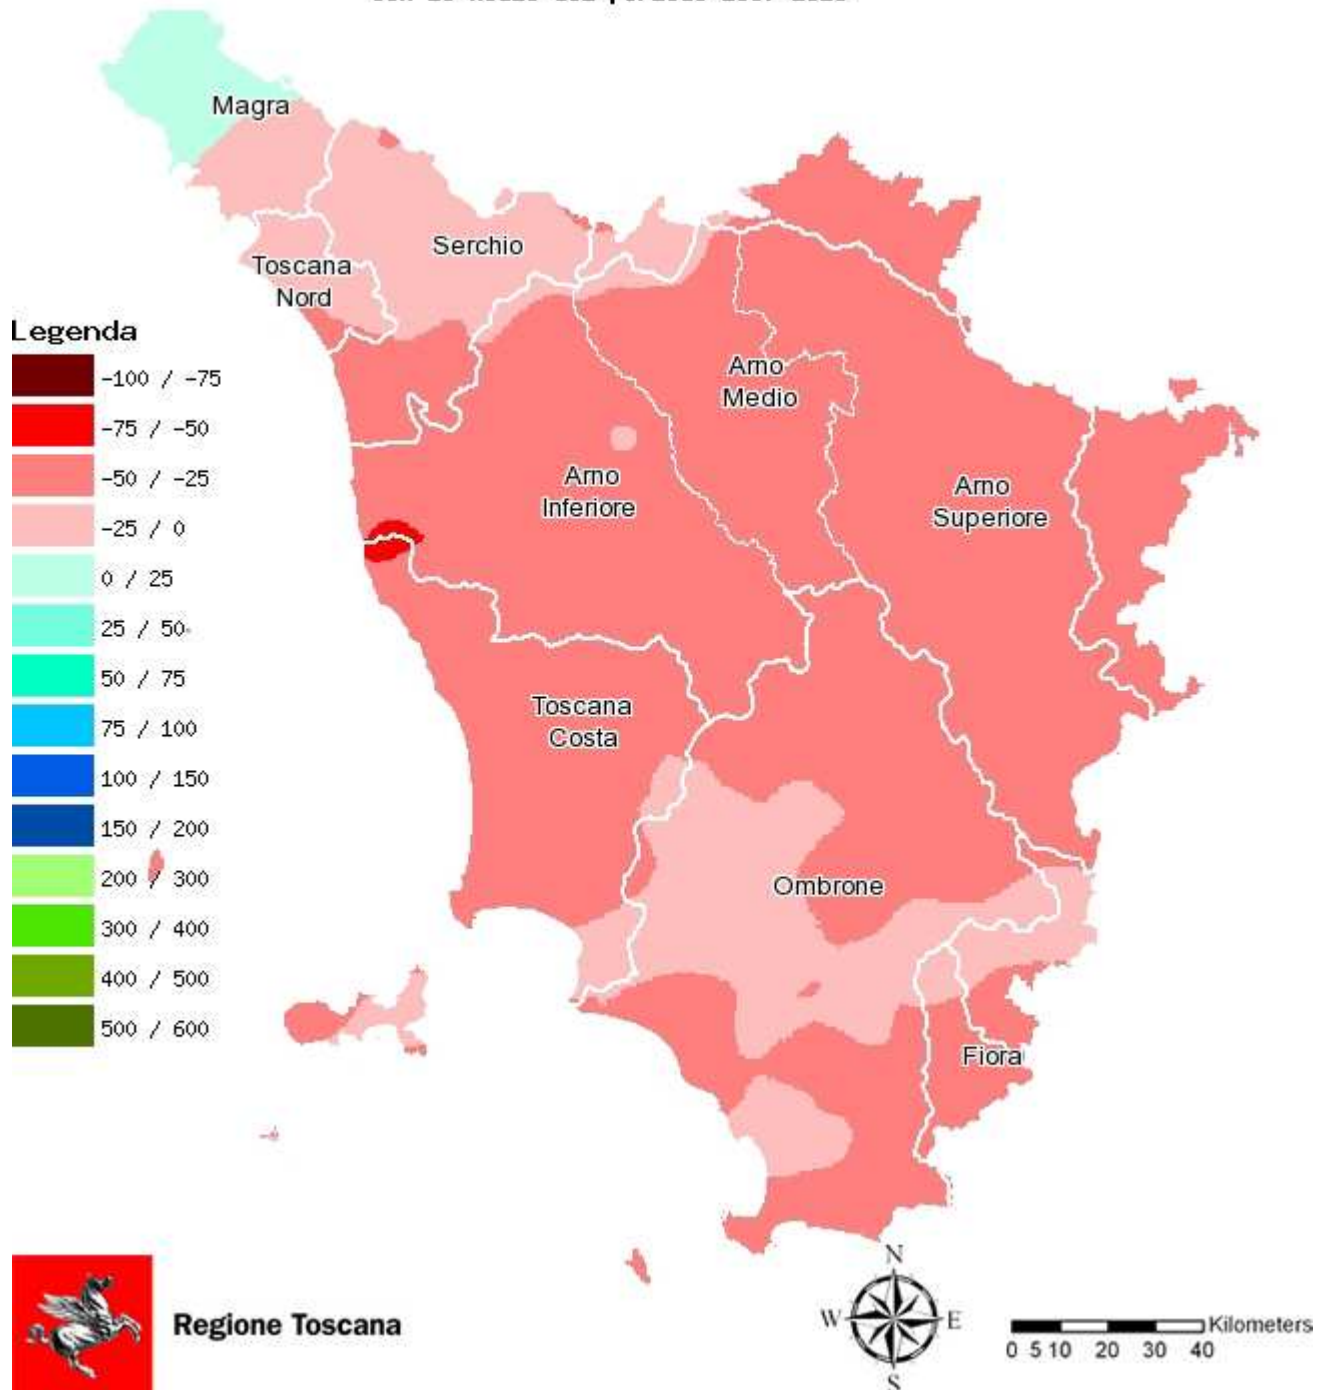 Magra
Serchio
Toscana
Nord
Legenda
-100 / -75
-75 / -50
-50 / -25
-25 / 0
0 / 25
25 / 50
50 / 75
75 / 100
100 / 150
150 / 200
200 / 300
300 / 400
400 / 500
500 / 600
Arno
Medio
Arno
Inferiore
Arno
Superiore
Toscana
Costa
Ombrone
Fiora
Regione Toscana
N
W
E
S
Kilometers
0 5 10 20 30 40